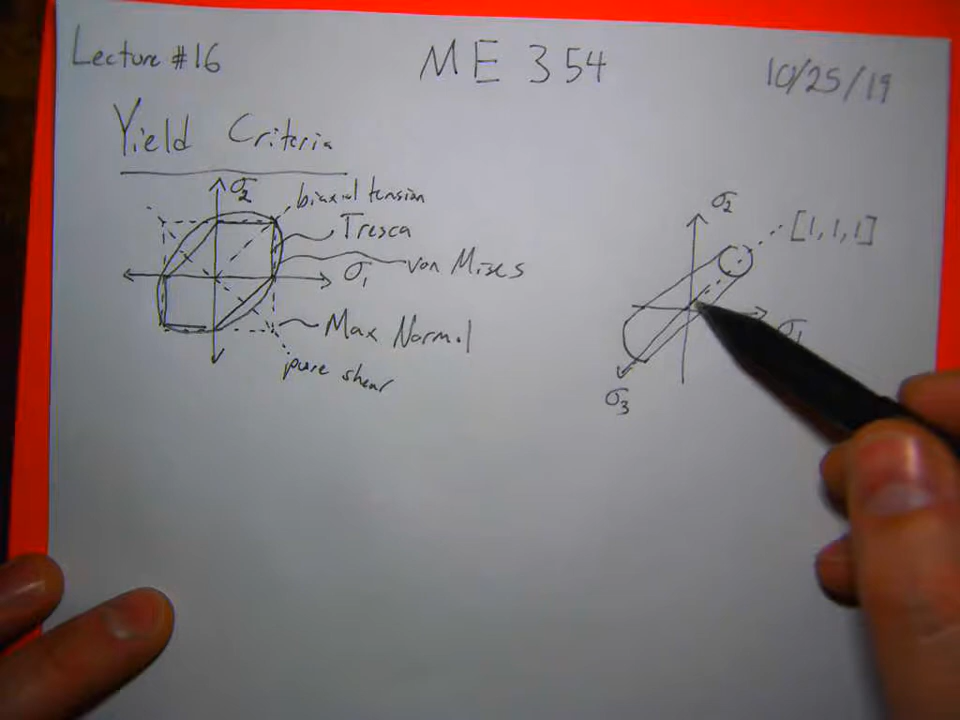 Lecture #16
ME 354
10/25/19
Yield Criteria
σ2
biaxial tension
Tresca
von Mises
σ1
Max Normal
pure shear
σ2
[1,1,1]
σ1
σ3